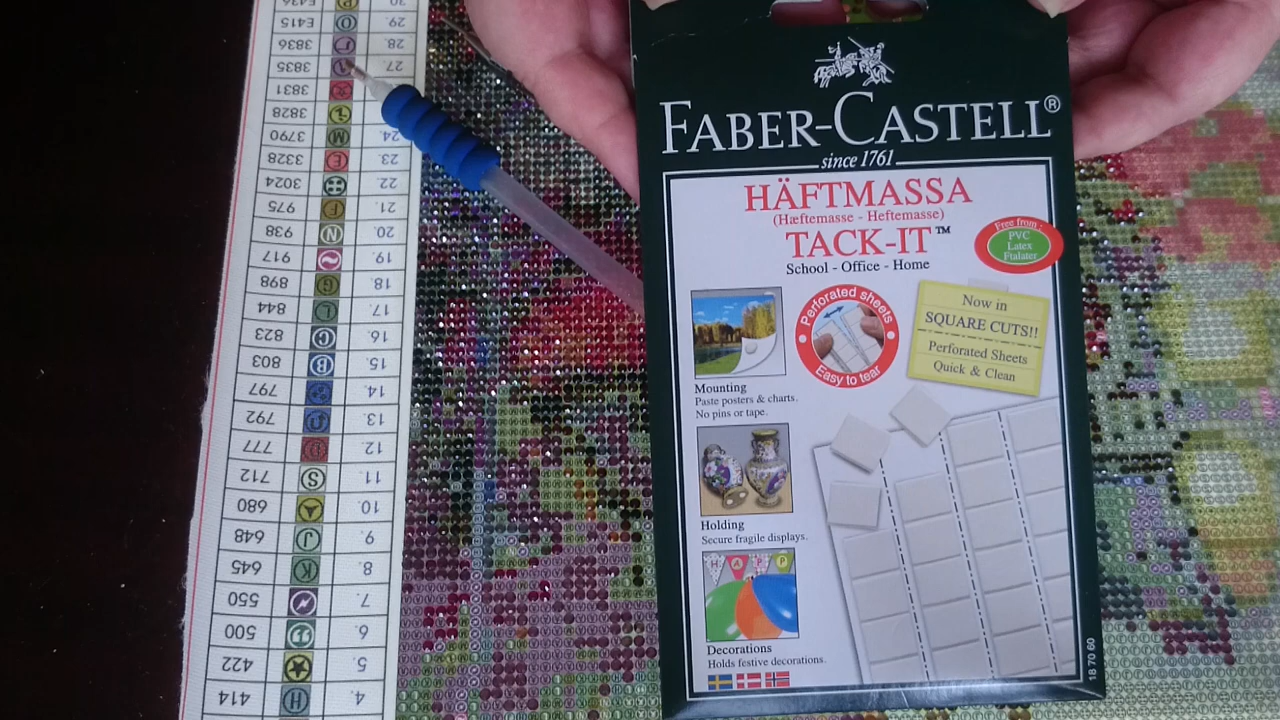 FABER-CASTELL®
since 1761
HÄFTMASSA
(Hæftemasse - Heftemasse)
TACK-IT™
School - Office - Home
Free from:
PVC
Latex
Ftalater
Perforated sheets
Easy to tear
Now in
SQUARE CUTS!!
Perforated Sheets
Quick & Clean
Mounting
Paste posters & charts.
No pins or tape.
Holding
Secure fragile displays.
H A P P
Decorations
Holds festive decorations.
18 70 60
4. H 414
5. 422
6. 500
7. 550
8. K 645
9. J 648
10. 680
11. S 712
12. 777
13. 792
14. 797
15. B 803
16. 823
17. L 844
18. G 898
19. 917
20. N 938
21. 975
22. 3024
23. E 3328
24. M 3790
3828
3831
27. 3835
28. 3836
29. O E415
30. P E436